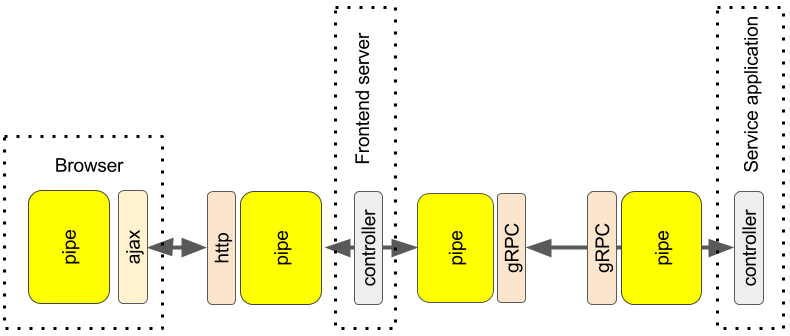 Browser
pipe
ajax
http
pipe
Frontend server
controller
pipe
gRPC
gRPC
pipe
Service application
controller